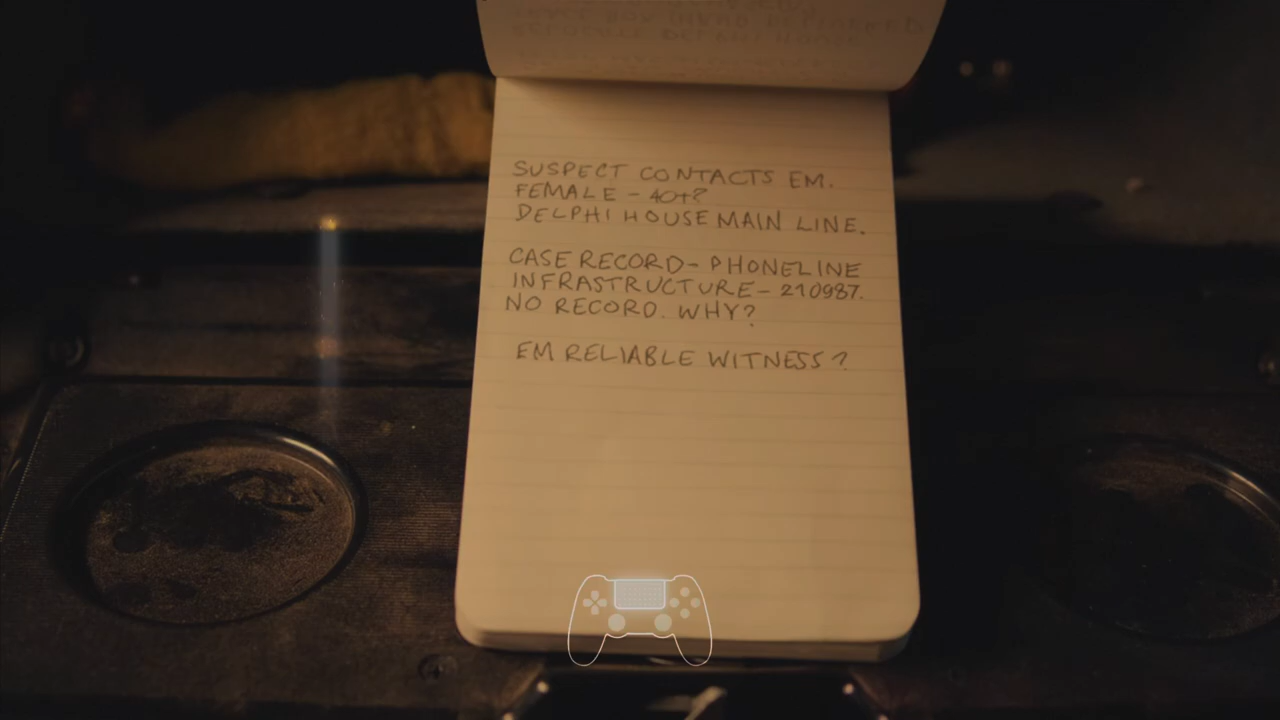 SUSPECT CONTACTS EM.
FEMALE - 40+?
DELPHI HOUSE MAIN LINE.
CASE RECORD - PHONELINE
INFRASTRUCTURE - 210987.
NO RECORD. WHY?
EM RELIABLE WITNESS?